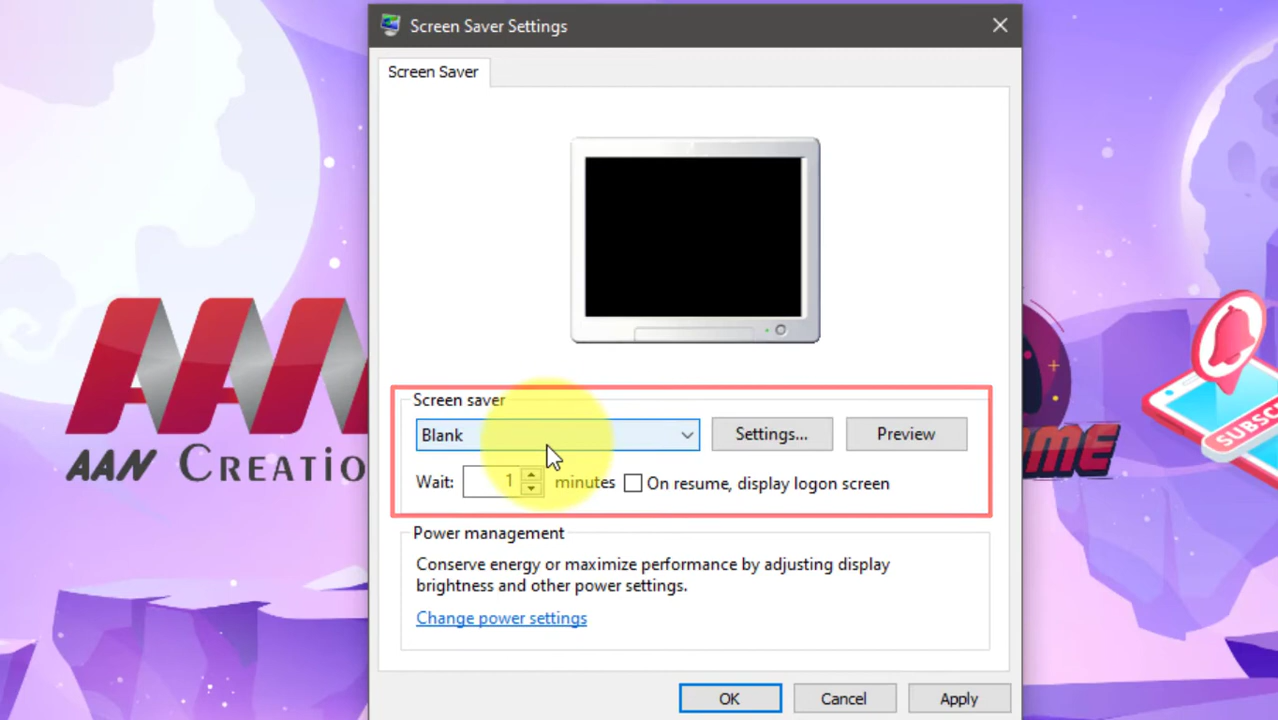 Screen Saver Settings
Screen Saver
Screen saver
Blank
Settings...
Preview
Wait: 1 minutes On resume, display logon screen
Power management
Conserve energy or maximize performance by adjusting display
brightness and other power settings.
Change power settings
OK Cancel Apply
AAN CREATIO
ME
SUBSC